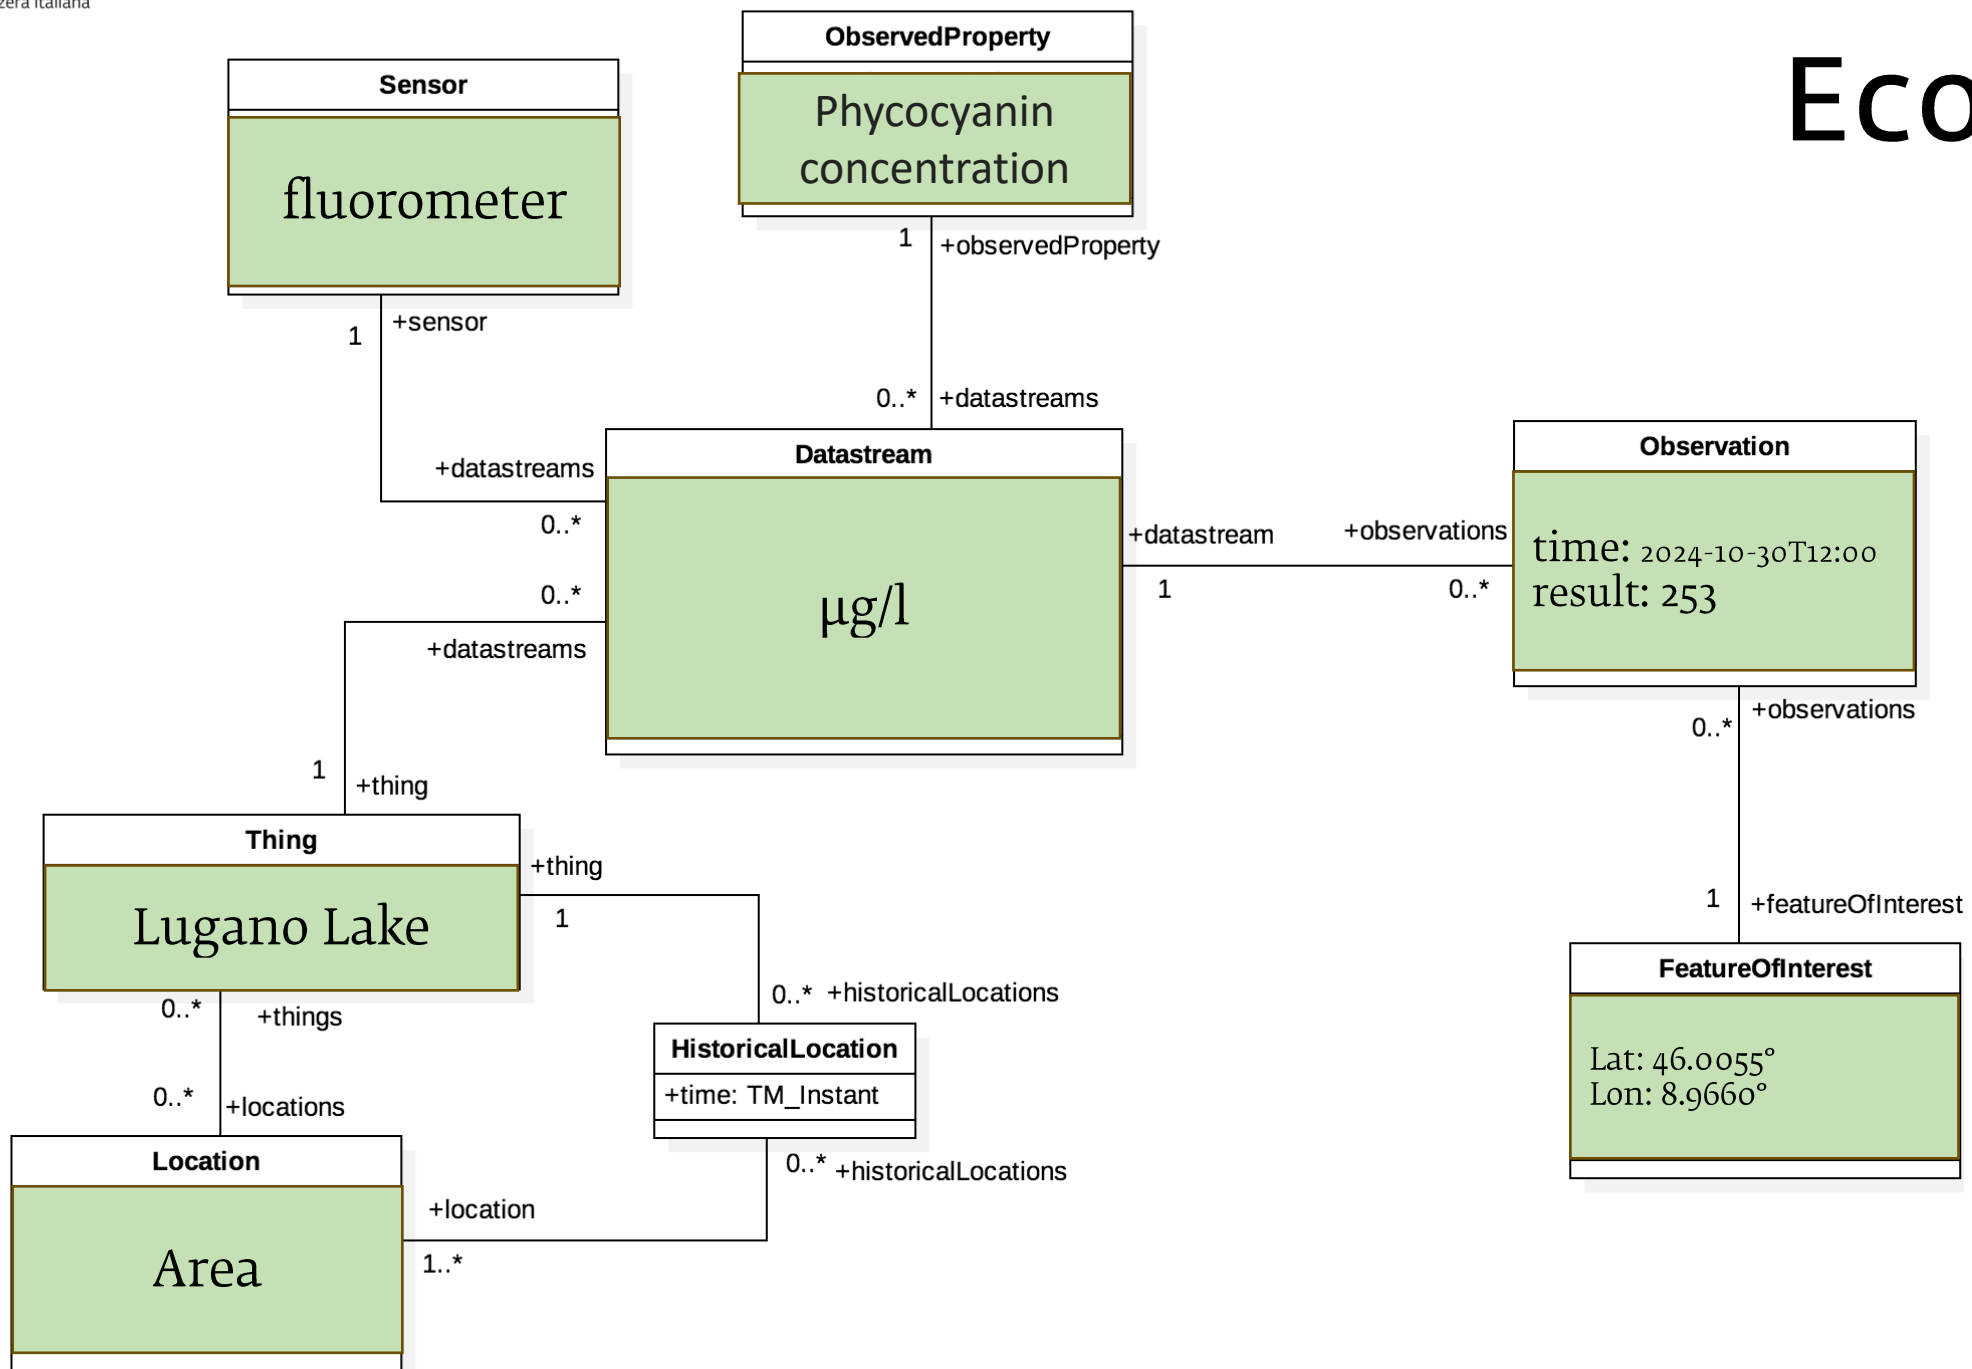 ObservedProperty
Phycocyanin
concentration
Sensor
fluorometer
1
+observedProperty
1
+sensor
0..*
+datastreams
Datastream
µg/l
+datastreams
0..*
0..*
+datastreams
+datastream
1
+observations
0..*
Observation
time: 2024-10-30T12:00
result: 253
0..*
+observations
1
+thing
Thing
Lugano Lake
+thing
1
0..*
+things
0..* +historicalLocations
HistoricalLocation
+time: TM_Instant
0..* +historicalLocations
0..*
+locations
Location
Area
+location
1..*
1
+featureOfInterest
FeatureOfInterest
Lat: 46.0055°
Lon: 8.9660°